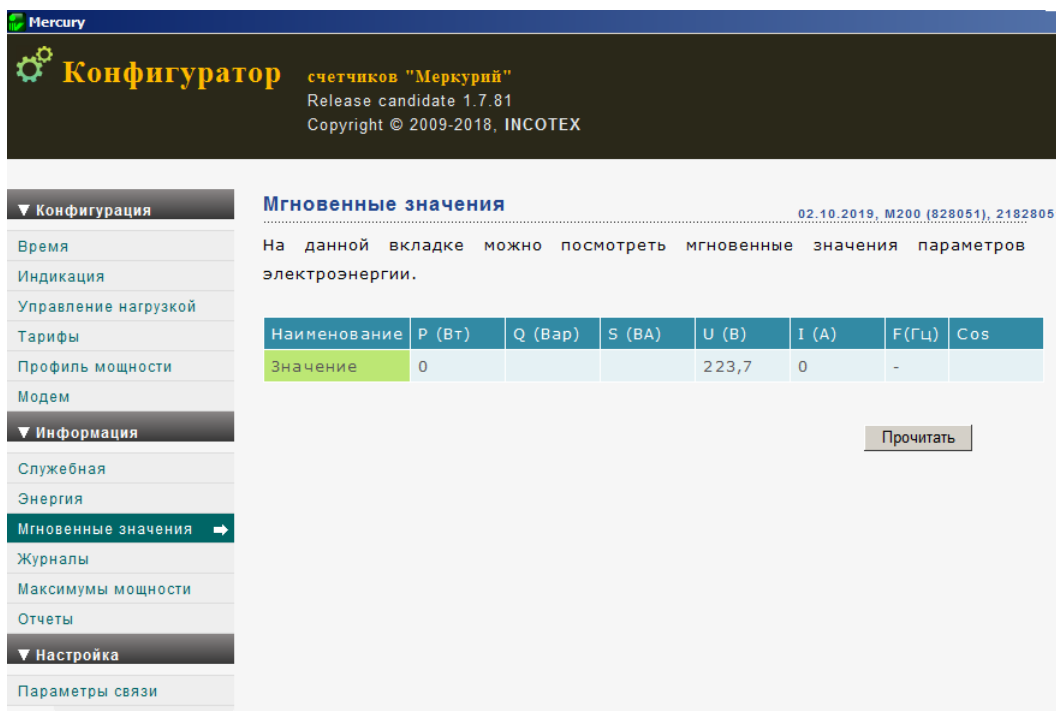 Mercury
Конфигуратор счетчиков "Меркурий"
Release candidate 1.7.81
Copyright © 2009-2018, INCOTEX
▼ Конфигурация
Время
Индикация
Управление нагрузкой
Тарифы
Профиль мощности
Модем
▼ Информация
Служебная
Энергия
Мгновенные значения
Журналы
Максимумы мощности
Отчеты
▼ Настройка
Параметры связи
Мгновенные значения
02.10.2019, M200 (828051), 2182805
На данной вкладке можно посмотреть мгновенные значения параметров
электроэнергии.
Наименование P (Вт) Q (Вар) S (ВА) U (В) I (А) F(Гц) Cos
Значение 0 223,7 0 -
Прочитать